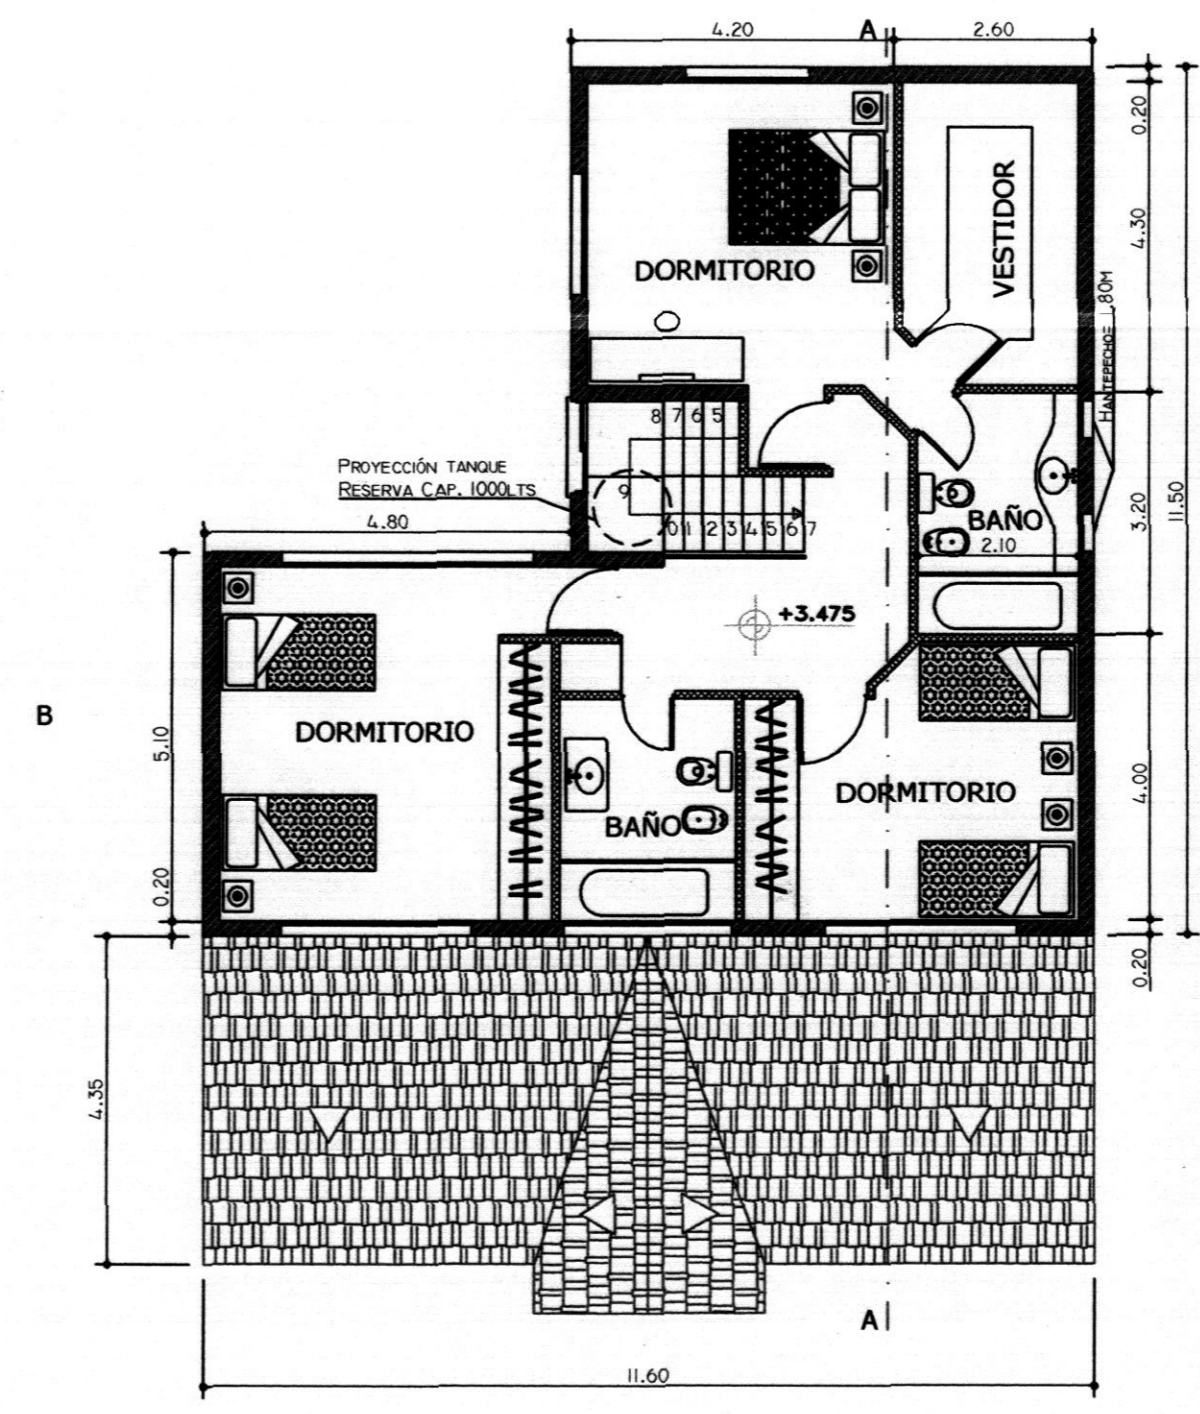 4.20
A
2.60
0.20
4.30
VESTIDOR
DORMITORIO
HANTEPECHO= 1.80M
8 7 6 5
PROYECCIÓN TANQUE
RESERVA CAP. 1000LTS
9
4.80
0 1 2 3 4 5 6 7
BAÑO
2.10
3.20
11.50
+3.475
B
5.10
DORMITORIO
DORMITORIO
4.00
BAÑO
0.20
0.20
4.35
A
11.60